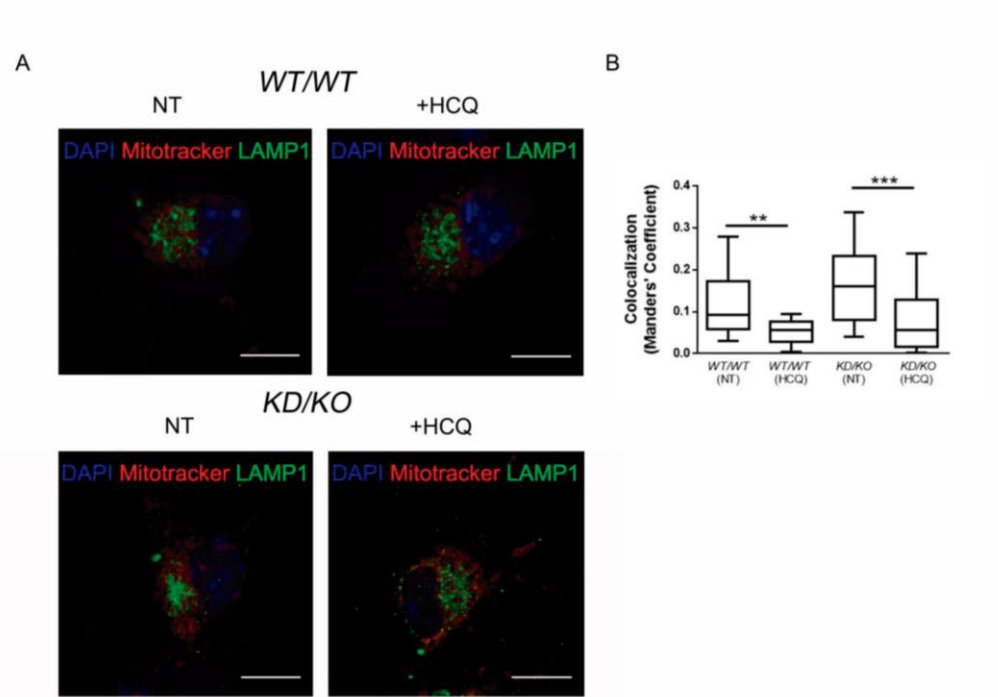 A
WT/WT
NT +HCQ
DAPI Mitotracker LAMP1 DAPI Mitotracker LAMP1
KD/KO
NT +HCQ
DAPI Mitotracker LAMP1 DAPI Mitotracker LAMP1
B
Colocalization
(Manders' Coefficient)
0.4
0.3
0.2
0.1
0.0
** ***
WT/WT WT/WT KD/KO KD/KO
(NT) (HCQ) (NT) (HCQ)